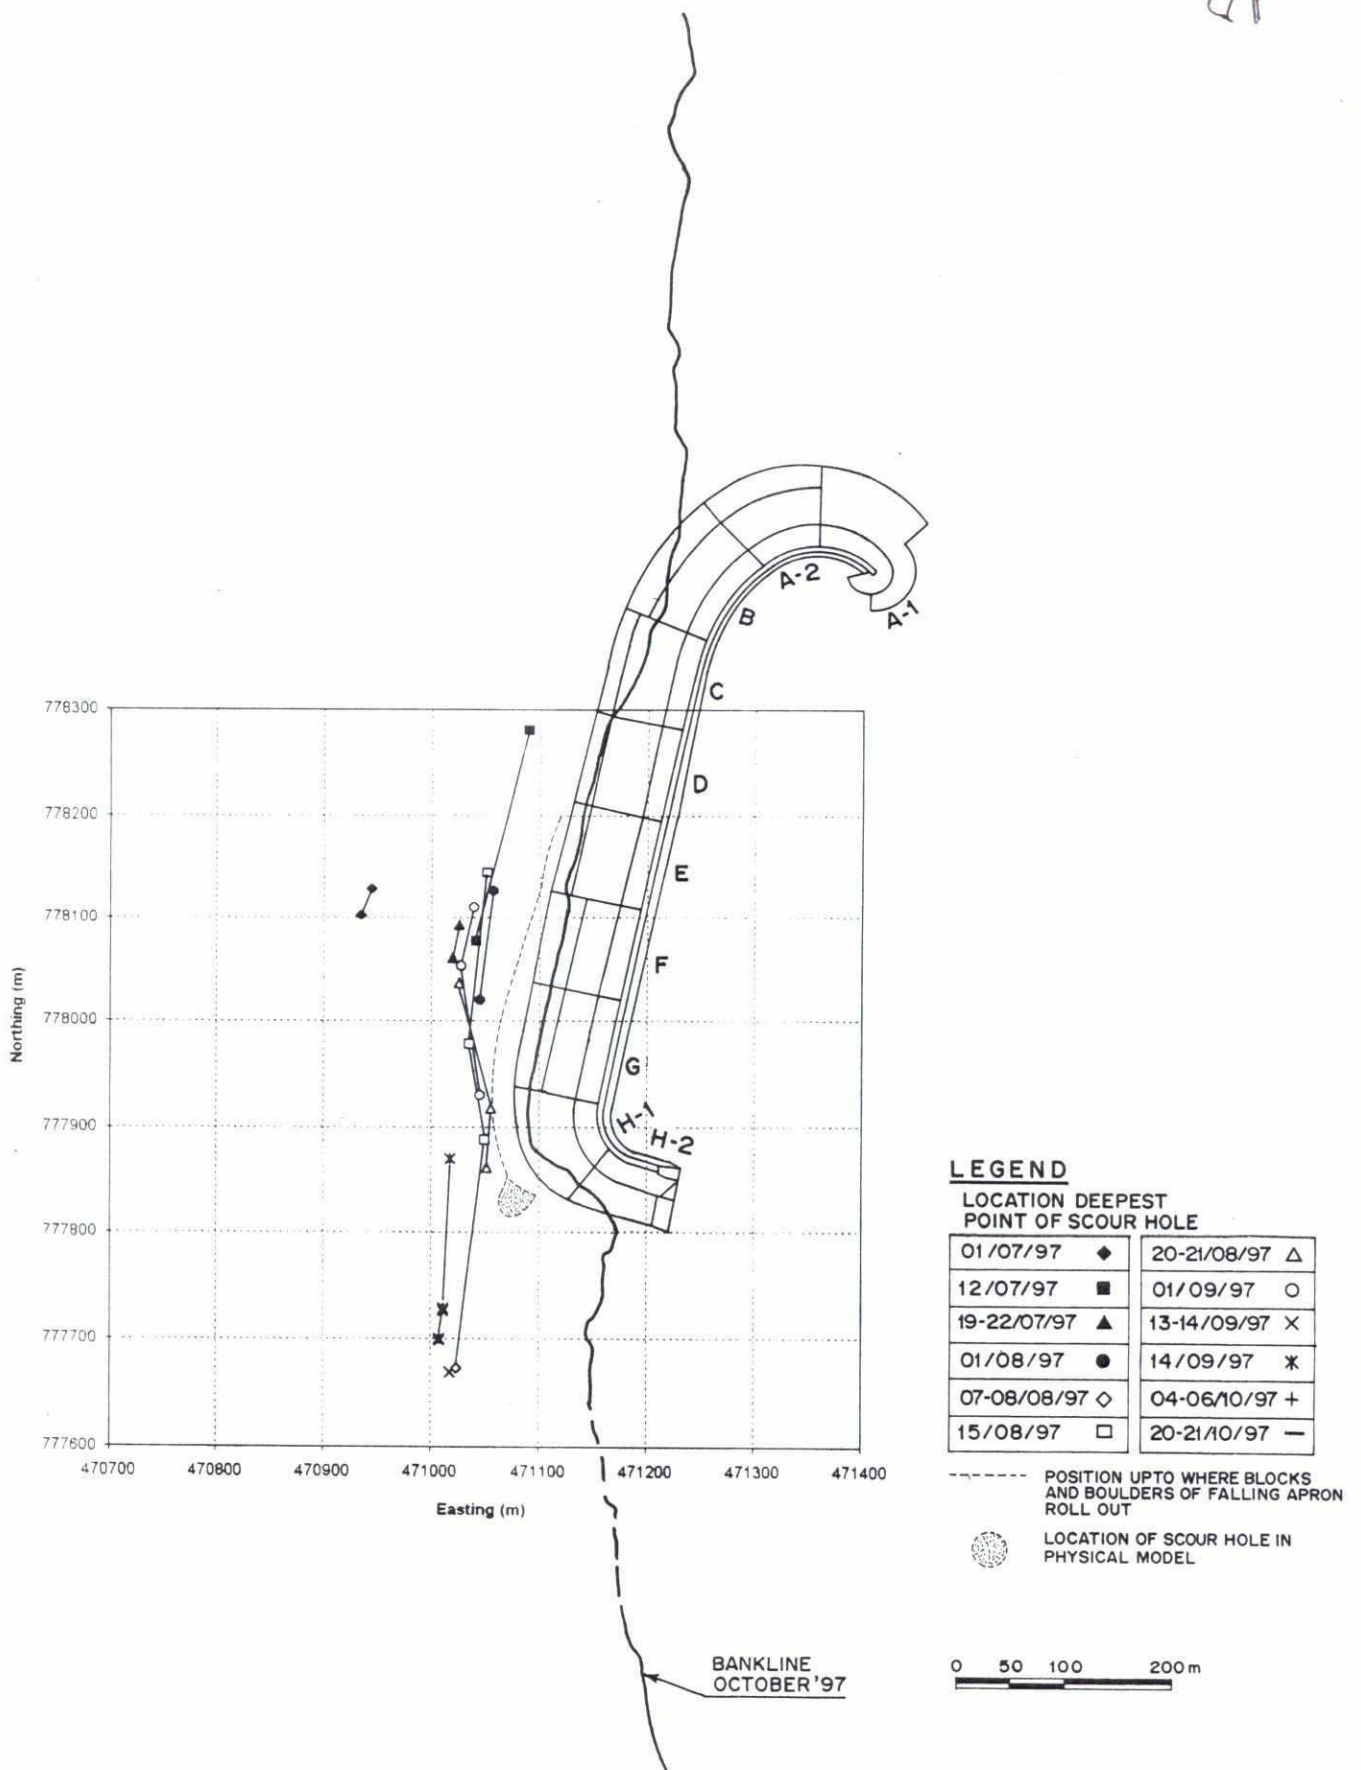 A-2
A-1
B
C
D
E
F
G
H-1
H-2
778300
778200
778100
778000
777900
777800
777700
777600
Northing (m)
470700 470800 470900 471000 471100 471200 471300 471400
Easting (m)
LEGEND
LOCATION DEEPEST
POINT OF SCOUR HOLE
01/07/97 ◆ 20-21/08/97 △
12/07/97 ■ 01/09/97 ○
19-22/07/97 ▲ 13-14/09/97 ×
01/08/97 ● 14/09/97 ж
07-08/08/97 ◇ 04-06/10/97 +
15/08/97 □ 20-21/10/97 —
POSITION UPTO WHERE BLOCKS
AND BOULDERS OF FALLING APRON
ROLL OUT
LOCATION OF SCOUR HOLE IN
PHYSICAL MODEL
BANKLINE
OCTOBER '97
0 50 100 200m